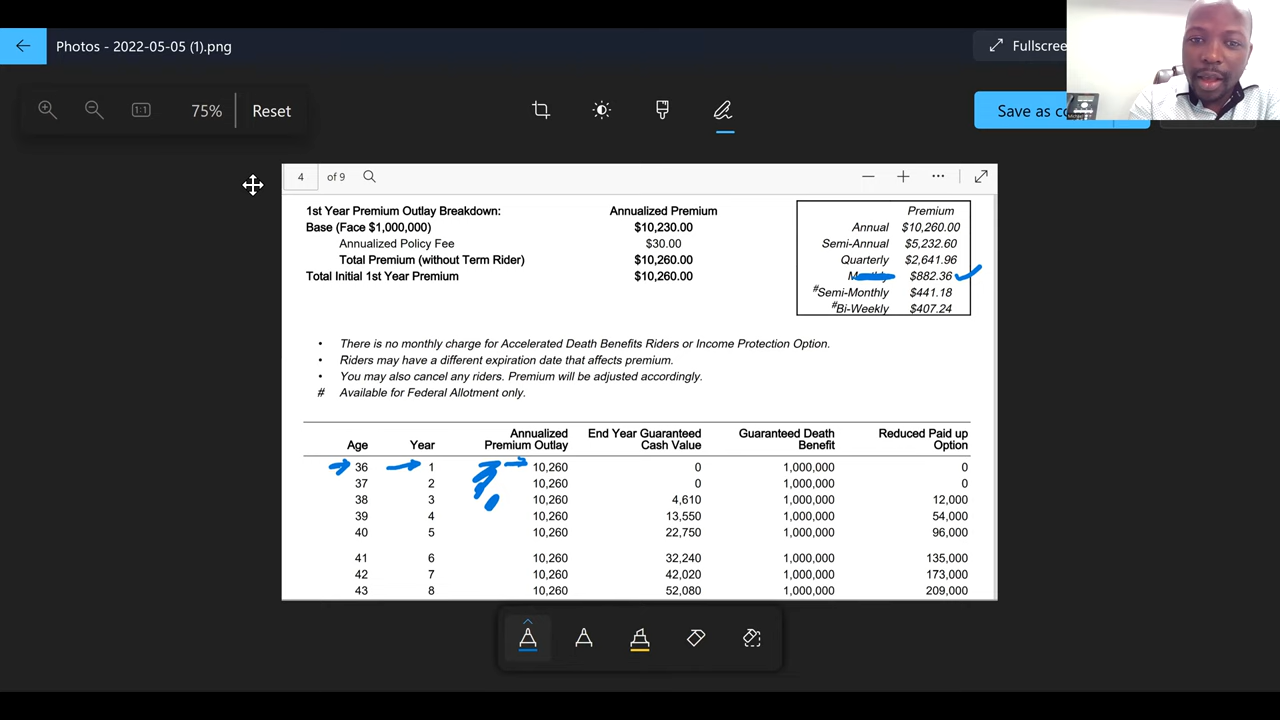 Photos - 2022-05-05 (1).png
Fullscre
75%
Reset
Save as co
4 of 9
1st Year Premium Outlay Breakdown: Annualized Premium
Base (Face $1,000,000) $10,230.00
Annualized Policy Fee $30.00
Total Premium (without Term Rider) $10,260.00
Total Initial 1st Year Premium $10,260.00
Premium
Annual $10,260.00
Semi-Annual $5,232.60
Quarterly $2,641.96
Monthly $882.36
#Semi-Monthly $441.18
#Bi-Weekly $407.24
• There is no monthly charge for Accelerated Death Benefits Riders or Income Protection Option.
• Riders may have a different expiration date that affects premium.
• You may also cancel any riders. Premium will be adjusted accordingly.
# Available for Federal Allotment only.
Age Year Annualized Premium Outlay End Year Guaranteed Cash Value Guaranteed Death Benefit Reduced Paid up Option
36 1 10,260 0 1,000,000 0
37 2 10,260 0 1,000,000 0
38 3 10,260 4,610 1,000,000 12,000
39 4 10,260 13,550 1,000,000 54,000
40 5 10,260 22,750 1,000,000 96,000
41 6 10,260 32,240 1,000,000 135,000
42 7 10,260 42,020 1,000,000 173,000
43 8 10,260 52,080 1,000,000 209,000